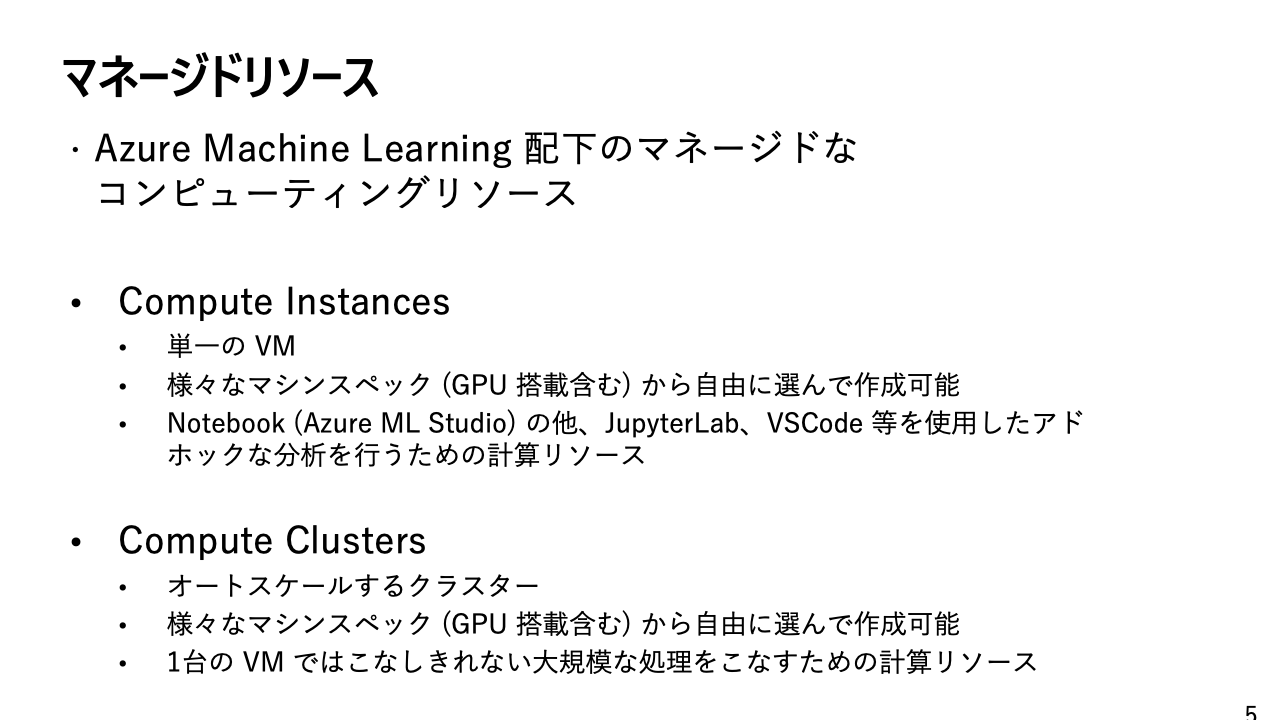 マネージドリソース
・Azure Machine Learning 配下のマネージドな
コンピューティングリソース
• Compute Instances
• 単一の VM
• 様々なマシンスペック (GPU 搭載含む) から自由に選んで作成可能
• Notebook (Azure ML Studio) の他、JupyterLab、VSCode 等を使用したアド
ホックな分析を行うための計算リソース
• Compute Clusters
• オートスケールするクラスター
• 様々なマシンスペック (GPU 搭載含む) から自由に選んで作成可能
• 1台の VM ではこなしきれない大規模な処理をこなすための計算リソース
5